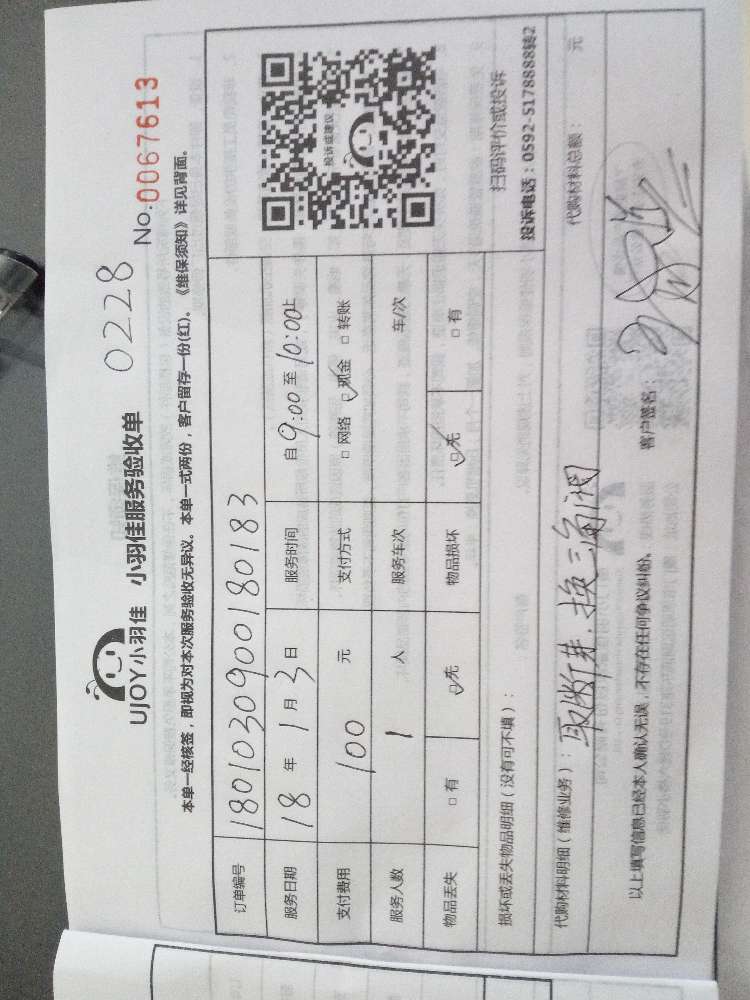 UJOY小羽佳 小羽佳服务验收单
0228
No.0067613
本单一经核签，即视为对本次服务验收无异议。本单一式两份，客户留存一份(红)。《维保须知》详见背面。
订单编号 1801030900180183
服务日期 18 年 1 月 3 日 服务时间 自 9:00 至 10:00上
支付费用 100 元 支付方式 □ 网络 ☑ 现金 □ 转账
服务人数 1 人 服务车次 车/次
物品丢失 □ 有 ☑ 无 物品损坏 ☑ 无 □ 有
投诉或建议
扫码评价或投诉
投诉电话：0592-5178888转2
损坏或丢失物品明细（没有可不填）：
代购材料明细（维修业务）：取断丝，换三角阀
代购材料总额： 元
以上填写信息已经本人确认无误，不存在任何争议纠纷。
客户签名：